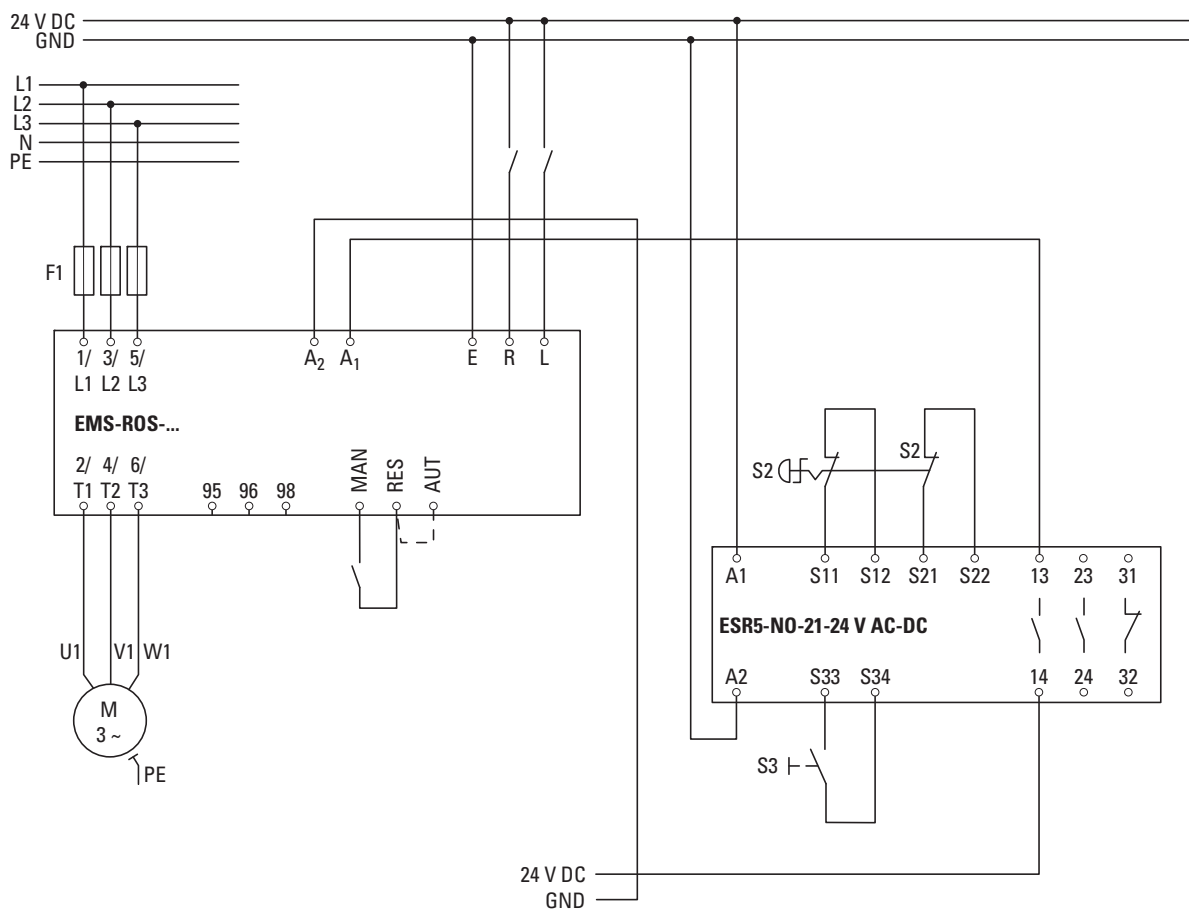 24 V DC
GND
L1
L2
L3
N
PE
F1
1/ 3/ 5/ A2 A1 E R L
L1 L2 L3
EMS-ROS-...
2/ 4/ 6/
T1 T2 T3 95 96 98 MAN RES AUT
S2 S2
A1 S11 S12 S21 S22 13 23 31
ESR5-NO-21-24 V AC-DC
A2 S33 S34 14 24 32
U1 V1 W1
M
3 ~
PE
S3
24 V DC
GND